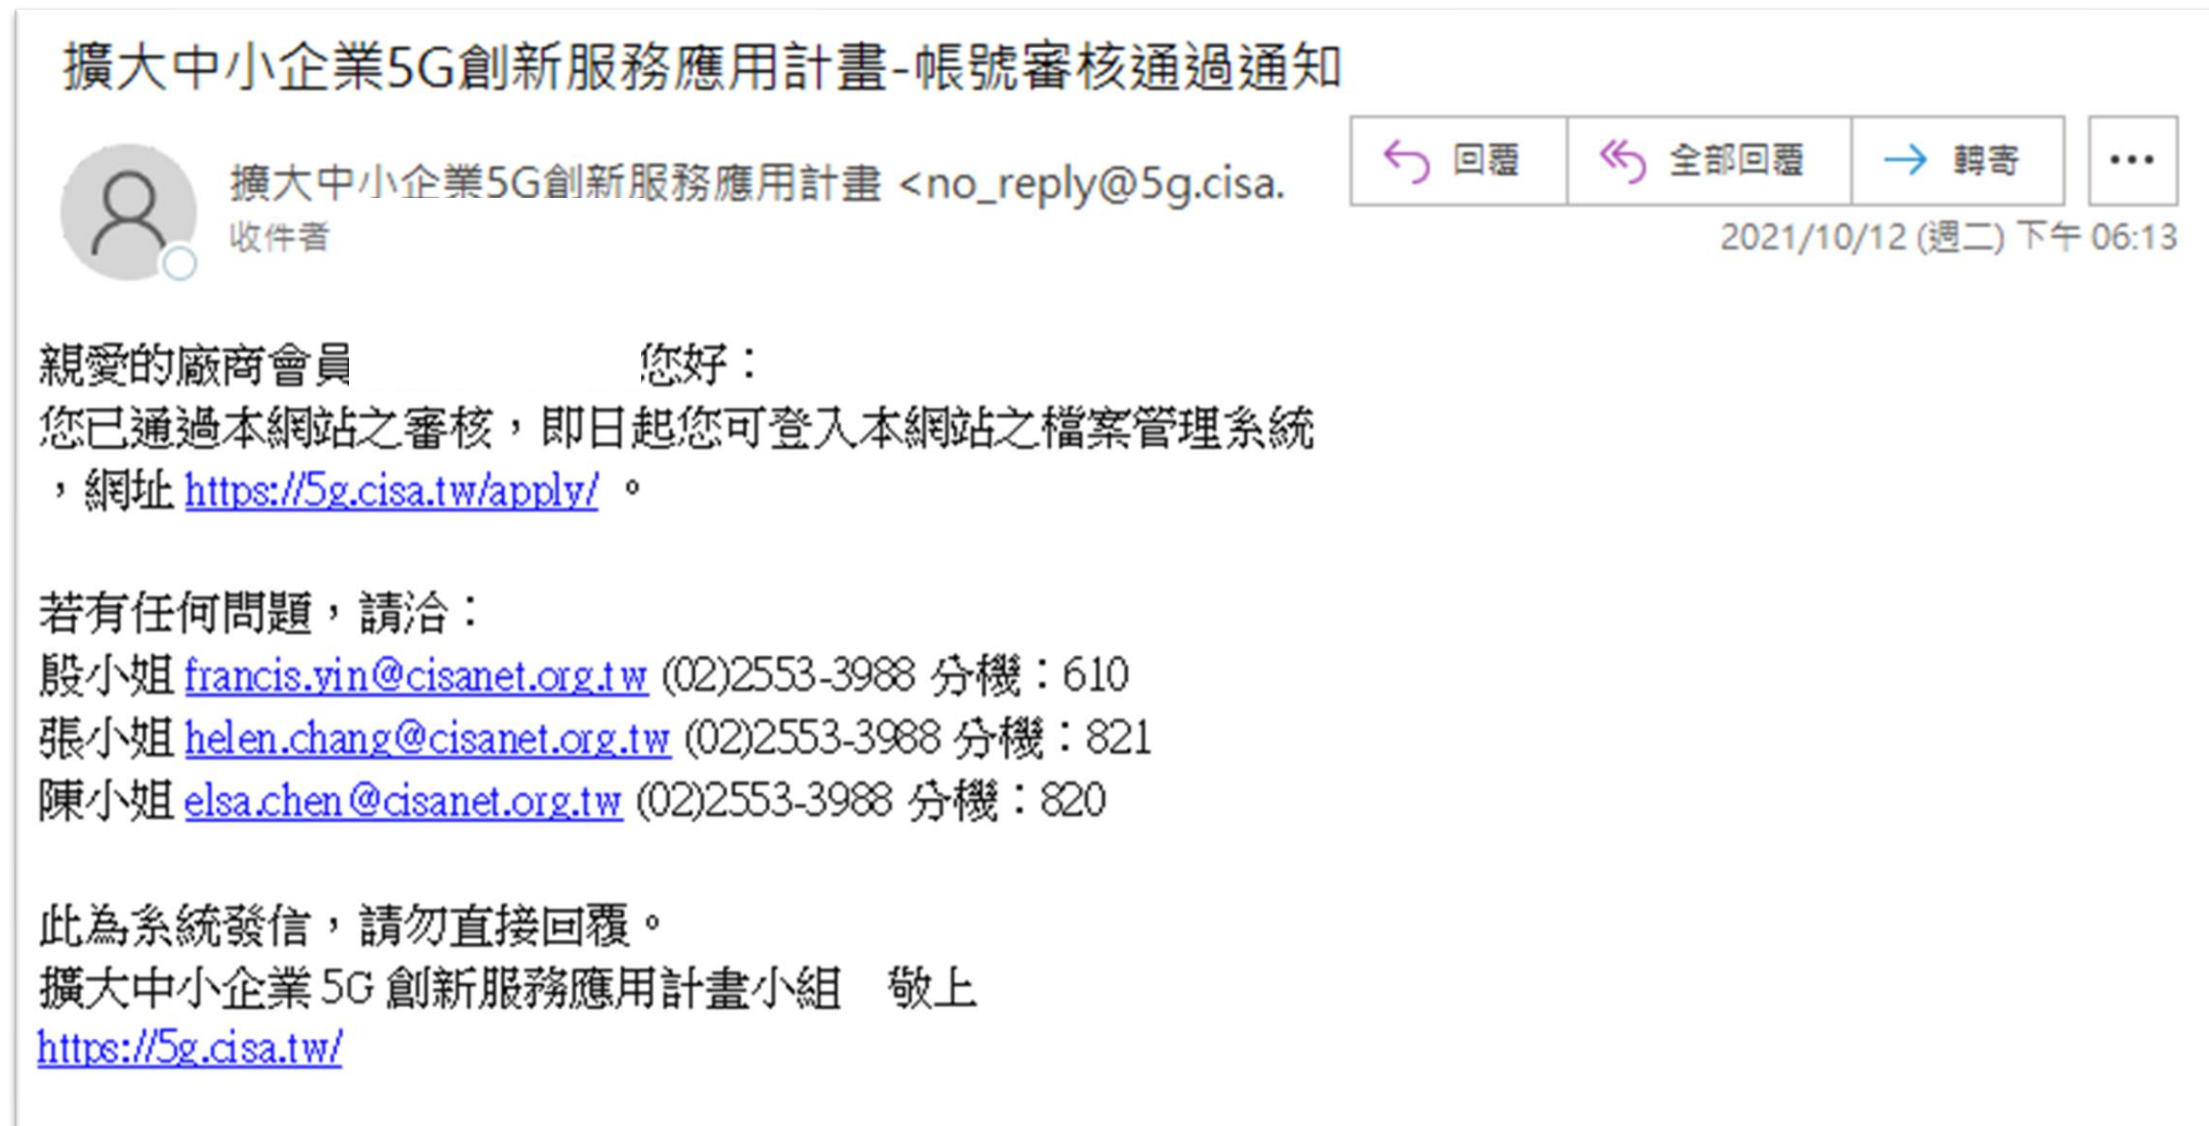 擴大中小企業5G創新服務應用計畫-帳號審核通過通知
擴大中小企業5G創新服務應用計畫 <no_reply@5g.cisa.
回覆
全部回覆
轉寄
收件者
2021/10/12 (週二) 下午 06:13
親愛的廠商會員 您好：
您已通過本網站之審核，即日起您可登入本網站之檔案管理系統
，網址 https://5g.cisa.tw/apply/ 。
若有任何問題，請洽：
殷小姐 francis.yin@cisanet.org.tw (02)2553-3988 分機：610
張小姐 helen.chang@cisanet.org.tw (02)2553-3988 分機：821
陳小姐 elsa.chen@cisanet.org.tw (02)2553-3988 分機：820
此為系統發信，請勿直接回覆。
擴大中小企業 5G 創新服務應用計畫小組　敬上
https://5g.cisa.tw/